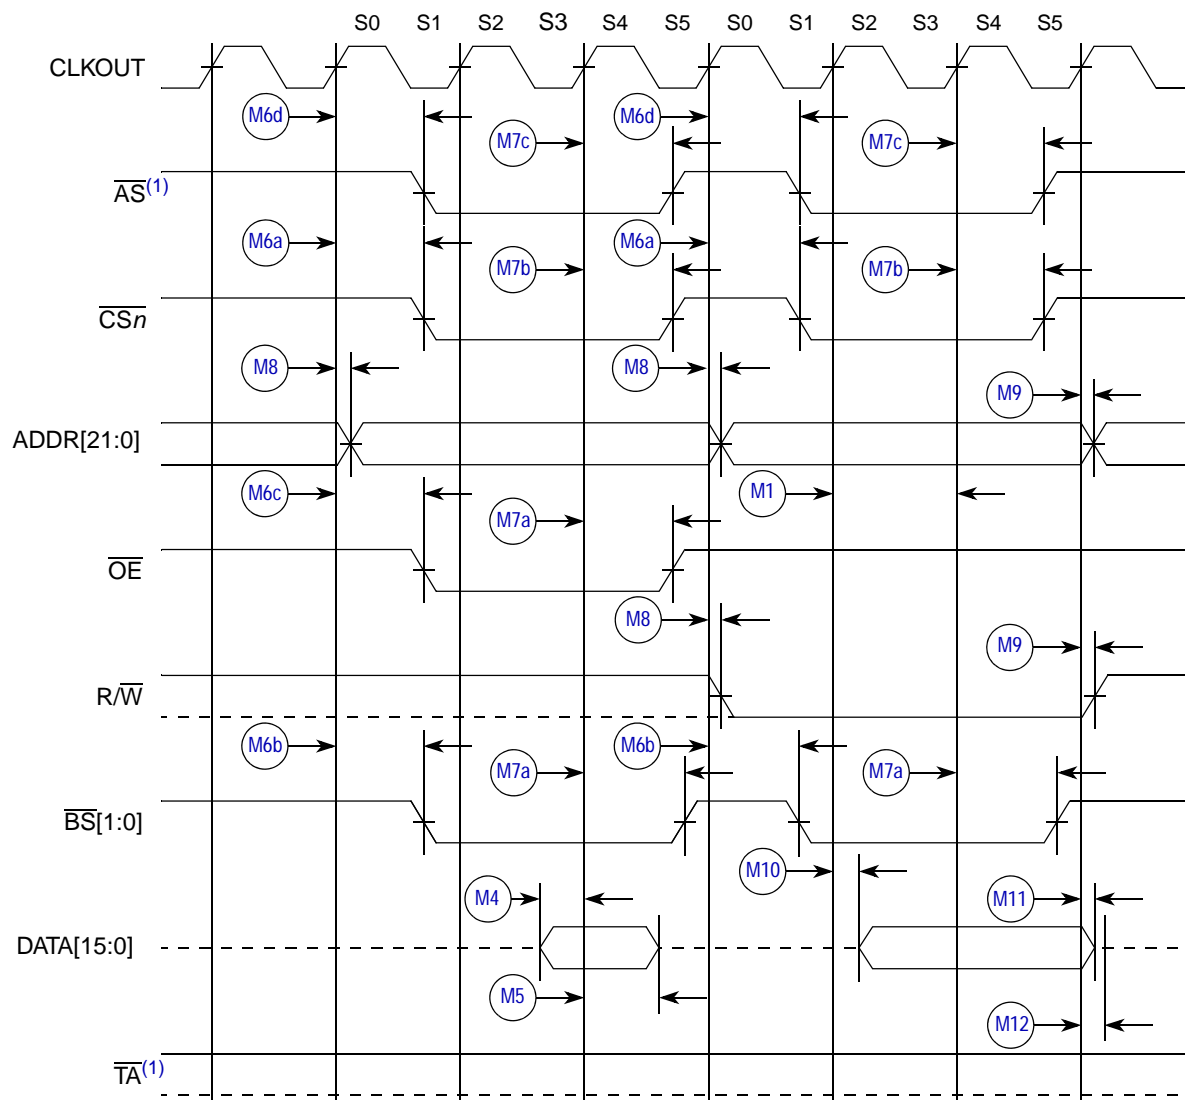 S0 S1 S2 S3 S4 S5 S0 S1 S2 S3 S4 S5
CLKOUT
M6d M6d
M7c M7c
AS(1)
M6a M6a
M7b M7b
CSn
M8 M8
M9
ADDR[21:0]
M6c M1
M7a
OE
M8
M9
R/W
M6b M6b
M7a M7a
BS[1:0]
M10
M4 M11
DATA[15:0]
M5
M12
TA(1)